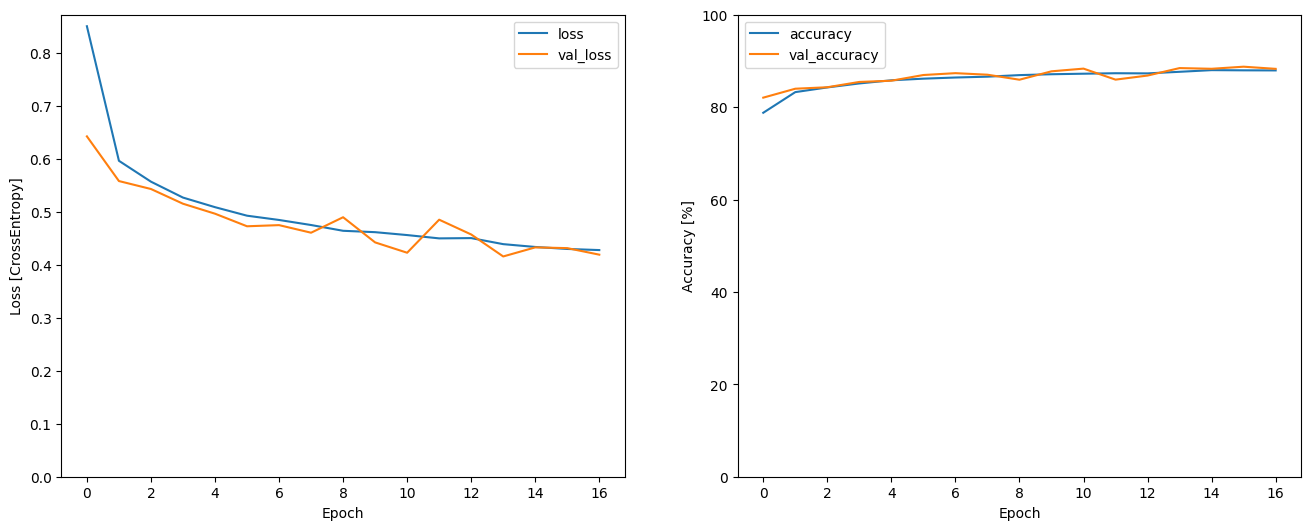 loss
val_loss
0.8
0.7
0.6
0.5
0.4
0.3
0.2
0.1
0.0
Loss [CrossEntropy]
0 2 4 6 8 10 12 14 16
Epoch
accuracy
val_accuracy
100
80
60
40
20
0
Accuracy [%]
0 2 4 6 8 10 12 14 16
Epoch